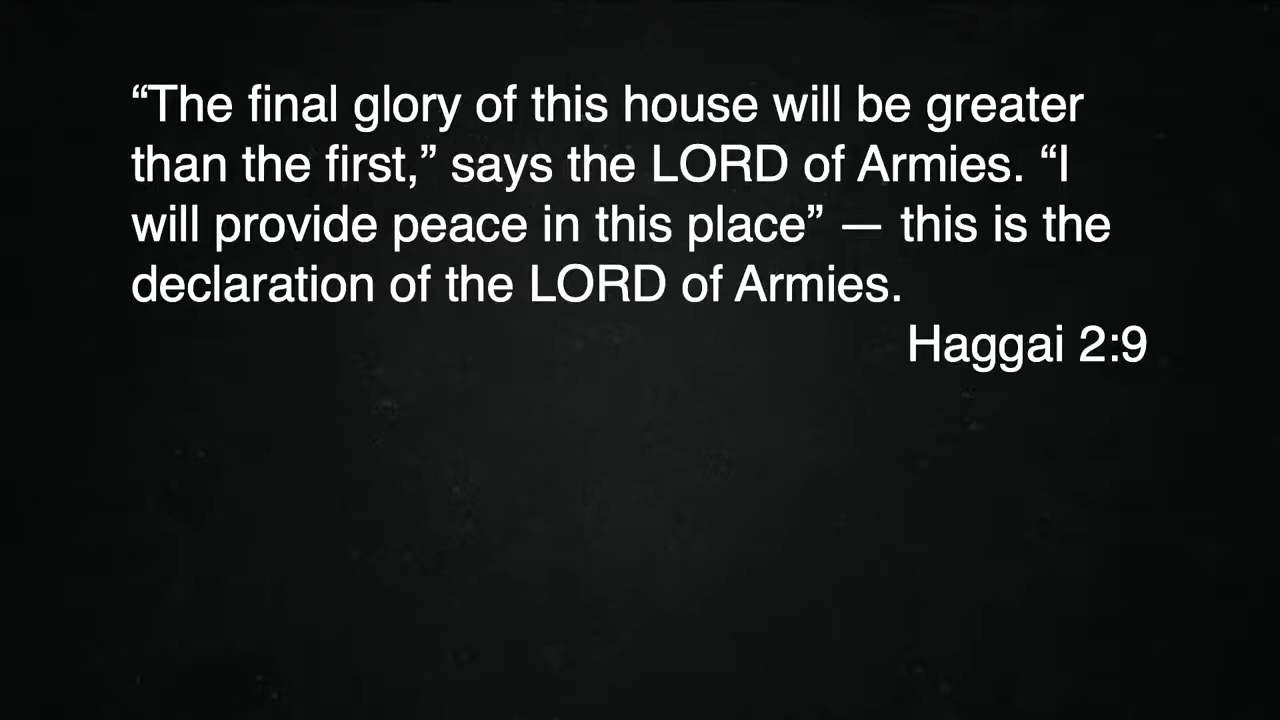 “The final glory of this house will be greater
than the first,” says the LORD of Armies. “I
will provide peace in this place” — this is the
declaration of the LORD of Armies.
Haggai 2:9